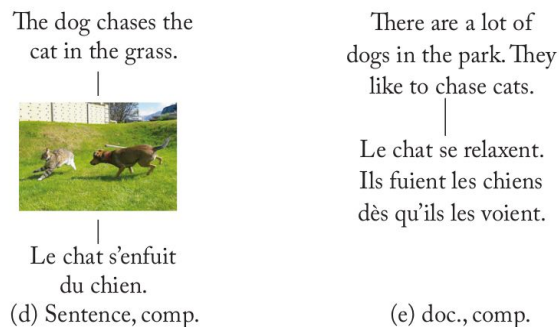 The dog chases the
cat in the grass.
Le chat s'enfuit
du chien.
(d) Sentence, comp.
There are a lot of
dogs in the park. They
like to chase cats.
Le chat se relaxent.
Ils fuient les chiens
dès qu'ils les voient.
(e) doc., comp.